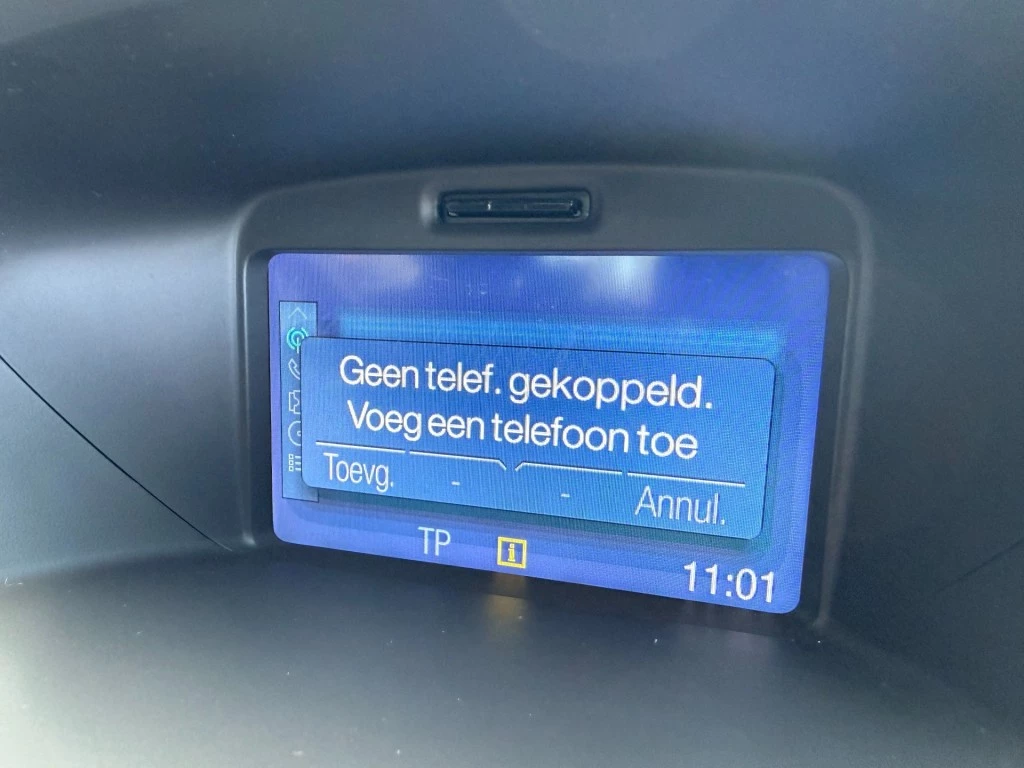 Geen telef. gekoppeld.
Voeg een telefoon toe
Toevg. - - Annul.
TP i
11:01